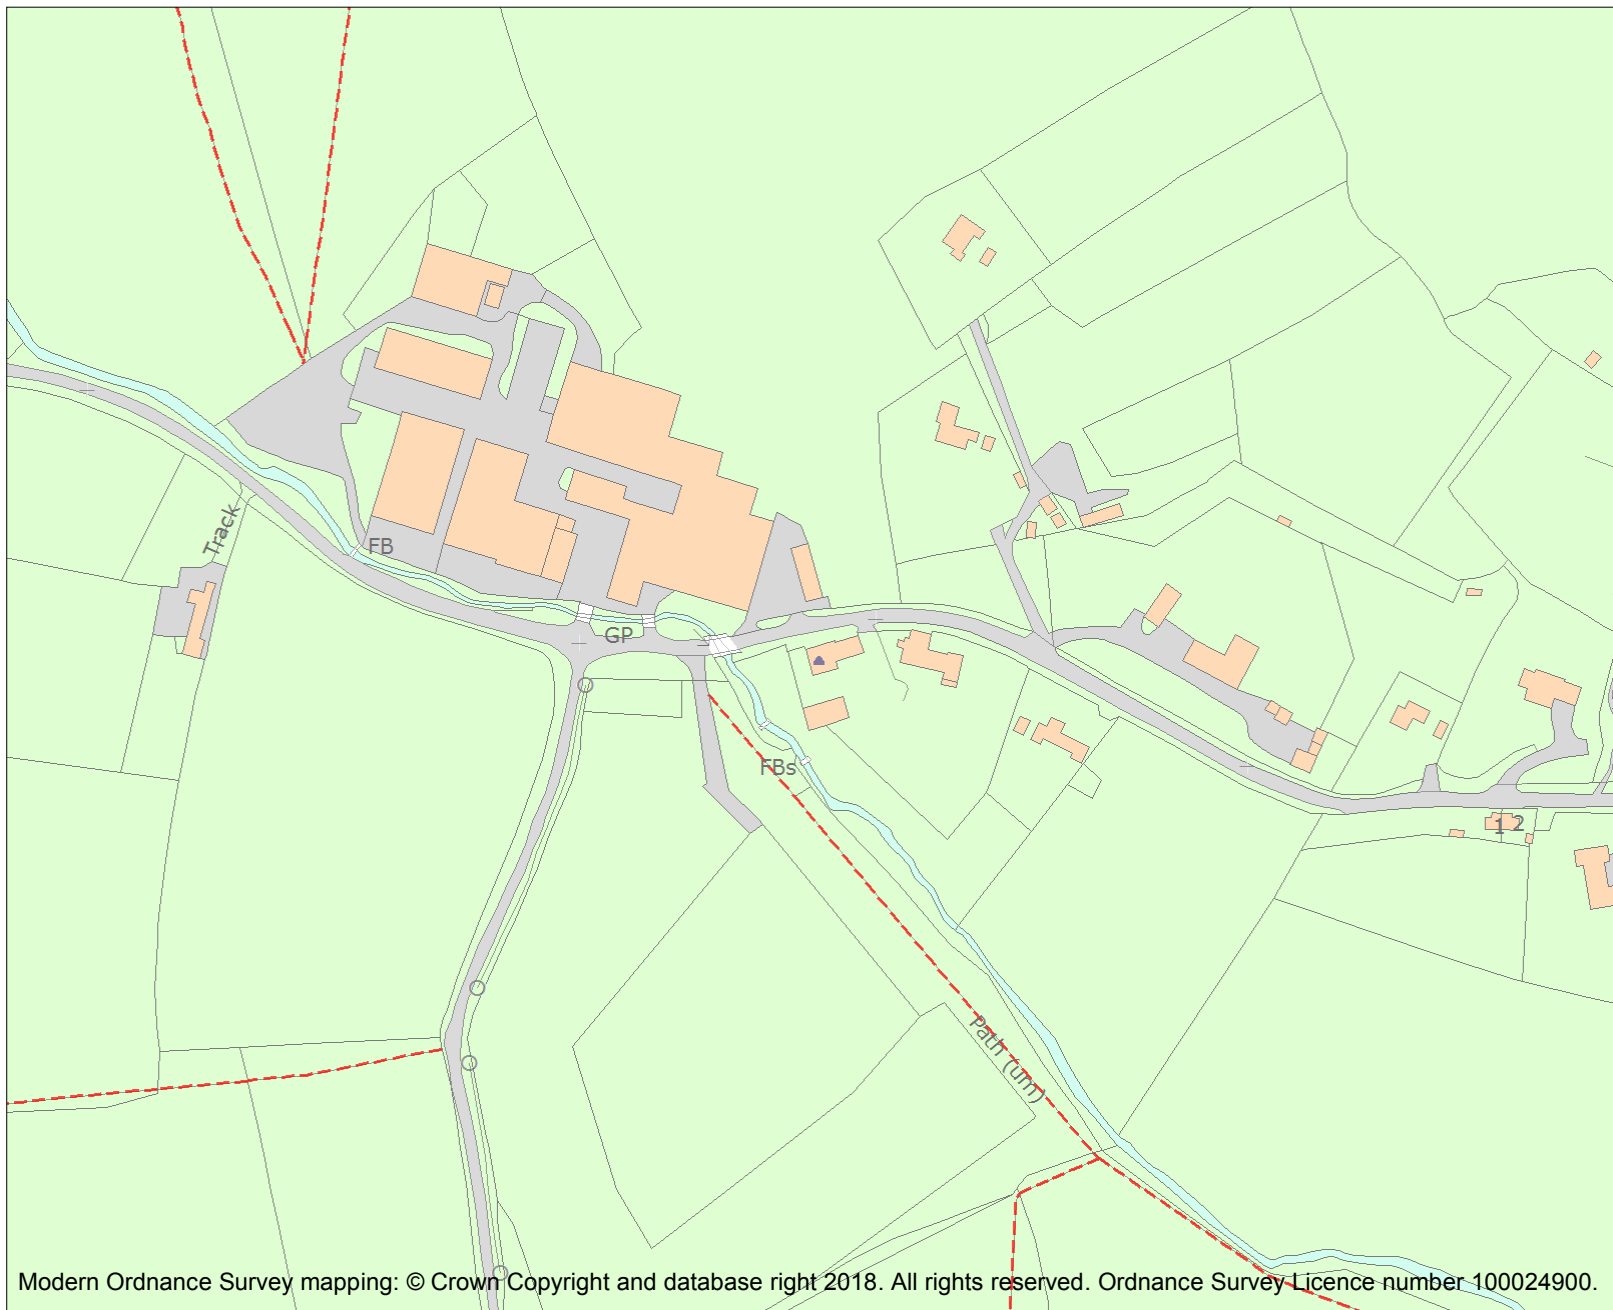 Track
FB
GP
FBs
1 2
Path (um)
Modern Ordnance Survey mapping: © Crown Copyright and database right 2018. All rights reserved. Ordnance Survey Licence number 100024900.